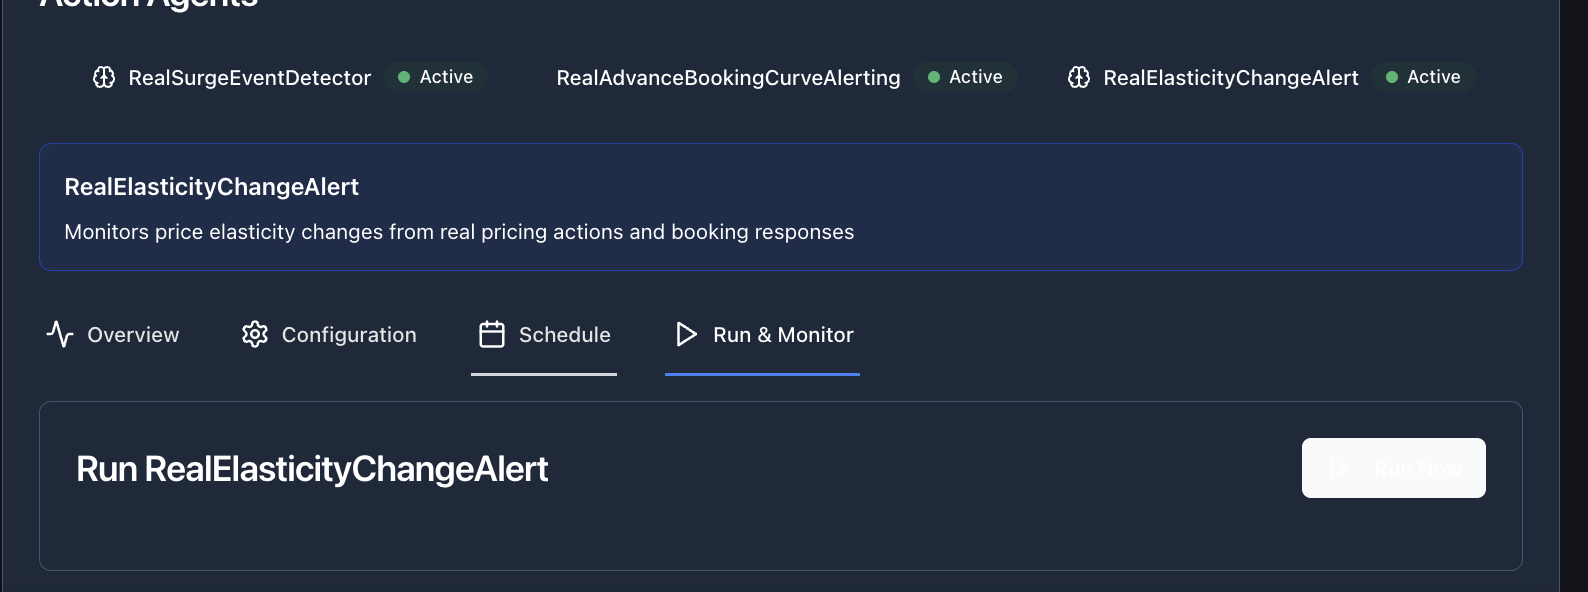 Action Agents
RealSurgeEventDetector Active RealAdvanceBookingCurveAlerting Active RealElasticityChangeAlert Active
RealElasticityChangeAlert
Monitors price elasticity changes from real pricing actions and booking responses
Overview Configuration Schedule Run & Monitor
Run RealElasticityChangeAlert Run Now